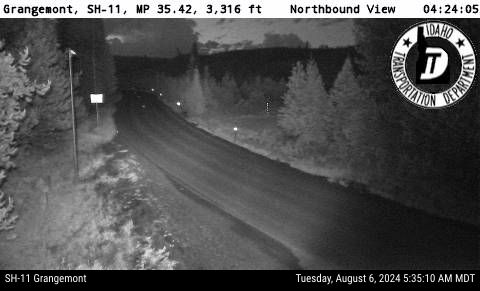 Grangemont, SH-11, MP 35.42, 3,316 ft Northbound View 04:24:05
IDAHO
TRANSPORTATION DEPARTMENT
SH-11 Grangemont Tuesday, August 6, 2024 5:35:10 AM MDT